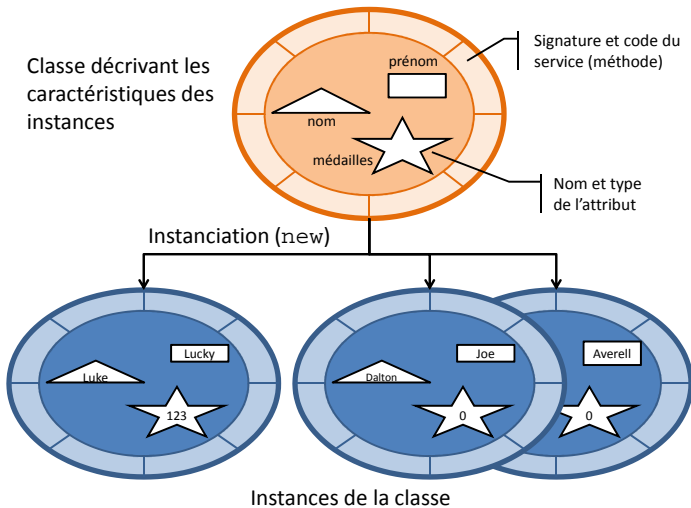 Classe décrivant les
caractéristiques des
instances
prénom
nom
médailles
Signature et code du
service (méthode)
Nom et type
de l'attribut
Instanciation (new)
Lucky
Luke
123
Joe
Dalton
0
Averell
0
Instances de la classe